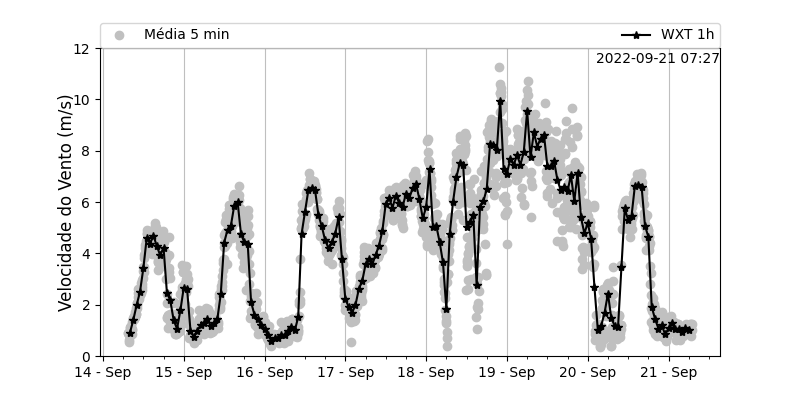 Média 5 min
WXT 1h
2022-09-21 07:27
Velocidade do Vento (m/s)
12
10
8
6
4
2
0
14 - Sep
15 - Sep
16 - Sep
17 - Sep
18 - Sep
19 - Sep
20 - Sep
21 - Sep